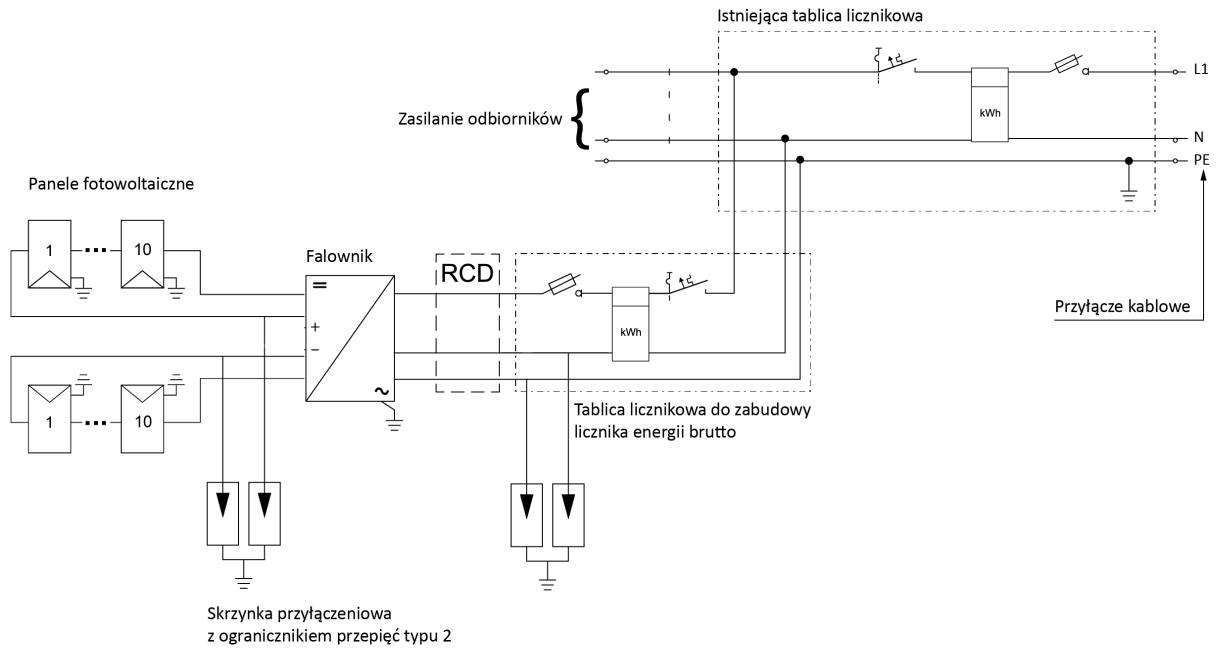 Istniejąca tablica licznikowa
L1
kWh
Zasilanie odbiorników
N
PE
Panele fotowoltaiczne
1
10
Falownik
RCD
+
−
kWh
Przyłącze kablowe
1
10
Tablica licznikowa do zabudowy
licznika energii brutto
Skrzynka przyłączeniowa
z ogranicznikiem przepięć typu 2